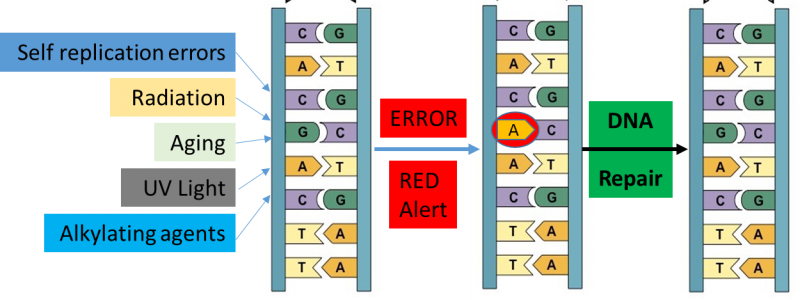 Self replication errors
Radiation
Aging
UV Light
Alkylating agents
C G
A T
C G
G C
A T
C G
T A
T A
ERROR
RED
Alert
C G
A T
C G
A C
A T
C G
T A
T A
DNA
Repair
C G
A T
C G
G C
A T
C G
T A
T A